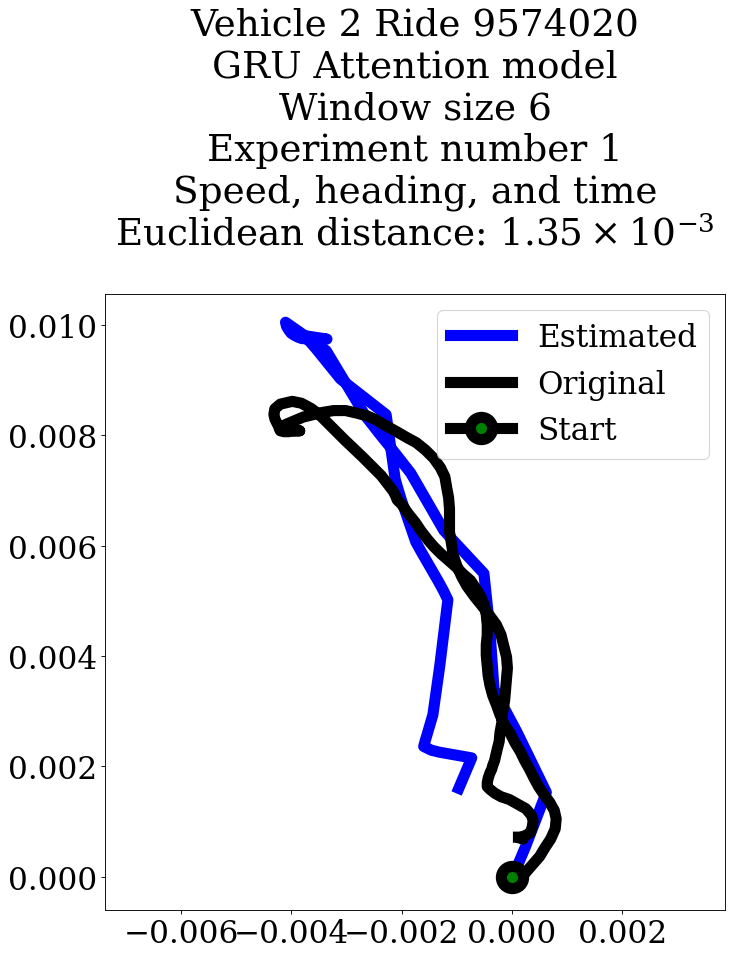 Vehicle 2 Ride 9574020
GRU Attention model
Window size 6
Experiment number 1
Speed, heading, and time
Euclidean distance: 1.35 × 10⁻³
Estimated
Original
Start
0.010
0.008
0.006
0.004
0.002
0.000
−0.006 −0.004 −0.002 0.000 0.002